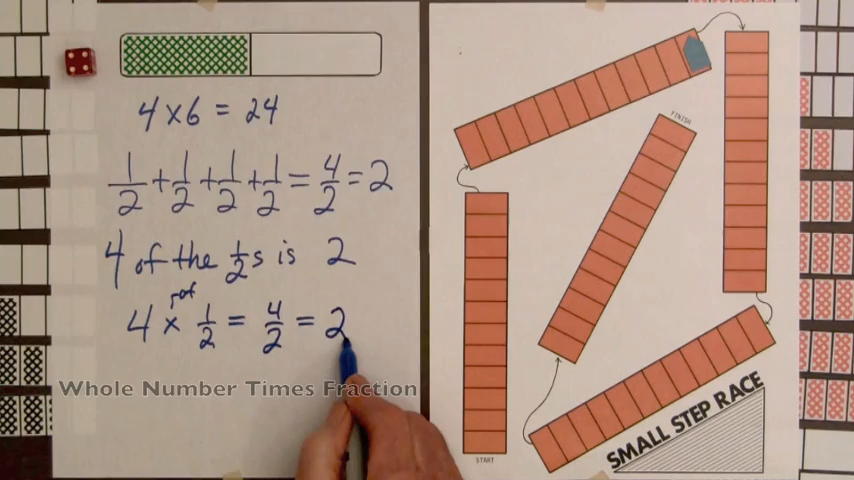 4 × 6 = 24
1/2 + 1/2 + 1/2 + 1/2 = 4/2 = 2
4 of the 1/2s is 2
of
4 × 1/2 = 4/2 = 2
Whole Number Times Fraction
FINISH
START
SMALL STEP RACE